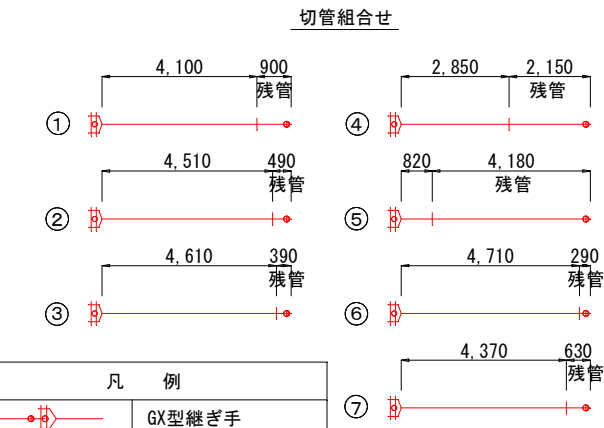 切管組合せ
4,100 900
残管
①
4,510 490
残管
②
4,610 390
残管
③
2,850 2,150
残管
④
820 4,180
残管
⑤
4,710 290
残管
⑥
4,370 630
残管
⑦
凡 例
GX型継ぎ手